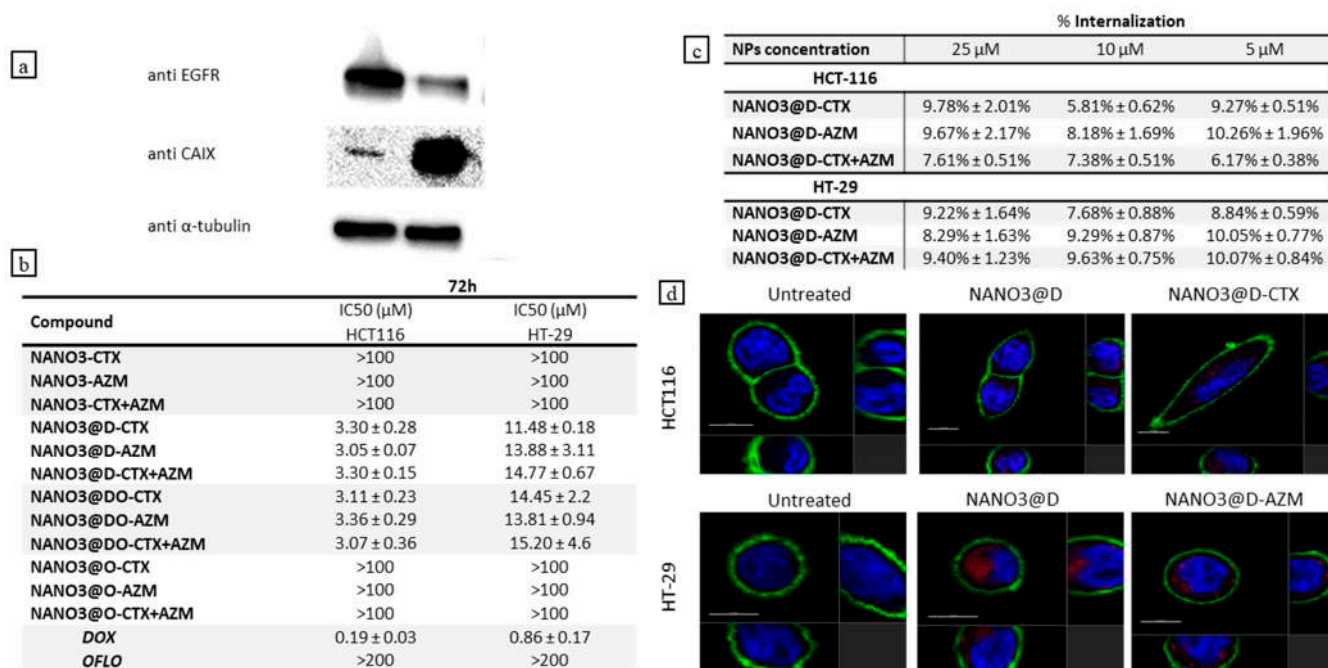 a
anti EGFR
anti CAIX
anti α-tubulin
b
72h
Compound IC50 (μM) HCT116 IC50 (μM) HT-29
NANO3-CTX >100 >100
NANO3-AZM >100 >100
NANO3-CTX+AZM >100 >100
NANO3@D-CTX 3.30 ± 0.28 11.48 ± 0.18
NANO3@D-AZM 3.05 ± 0.07 13.88 ± 3.11
NANO3@D-CTX+AZM 3.30 ± 0.15 14.77 ± 0.67
NANO3@DO-CTX 3.11 ± 0.23 14.45 ± 2.2
NANO3@DO-AZM 3.36 ± 0.29 13.81 ± 0.94
NANO3@DO-CTX+AZM 3.07 ± 0.36 15.20 ± 4.6
NANO3@O-CTX >100 >100
NANO3@O-AZM >100 >100
NANO3@O-CTX+AZM >100 >100
DOX 0.19 ± 0.03 0.86 ± 0.17
OFLO >200 >200
c
% Internalization
NPs concentration 25 μM 10 μM 5 μM
HCT-116
NANO3@D-CTX 9.78% ± 2.01% 5.81% ± 0.62% 9.27% ± 0.51%
NANO3@D-AZM 9.67% ± 2.17% 8.18% ± 1.69% 10.26% ± 1.96%
NANO3@D-CTX+AZM 7.61% ± 0.51% 7.38% ± 0.51% 6.17% ± 0.38%
HT-29
NANO3@D-CTX 9.22% ± 1.64% 7.68% ± 0.88% 8.84% ± 0.59%
NANO3@D-AZM 8.29% ± 1.63% 9.29% ± 0.87% 10.05% ± 0.77%
NANO3@D-CTX+AZM 9.40% ± 1.23% 9.63% ± 0.75% 10.07% ± 0.84%
d
Untreated NANO3@D NANO3@D-CTX
HCT116
Untreated NANO3@D NANO3@D-AZM
HT-29